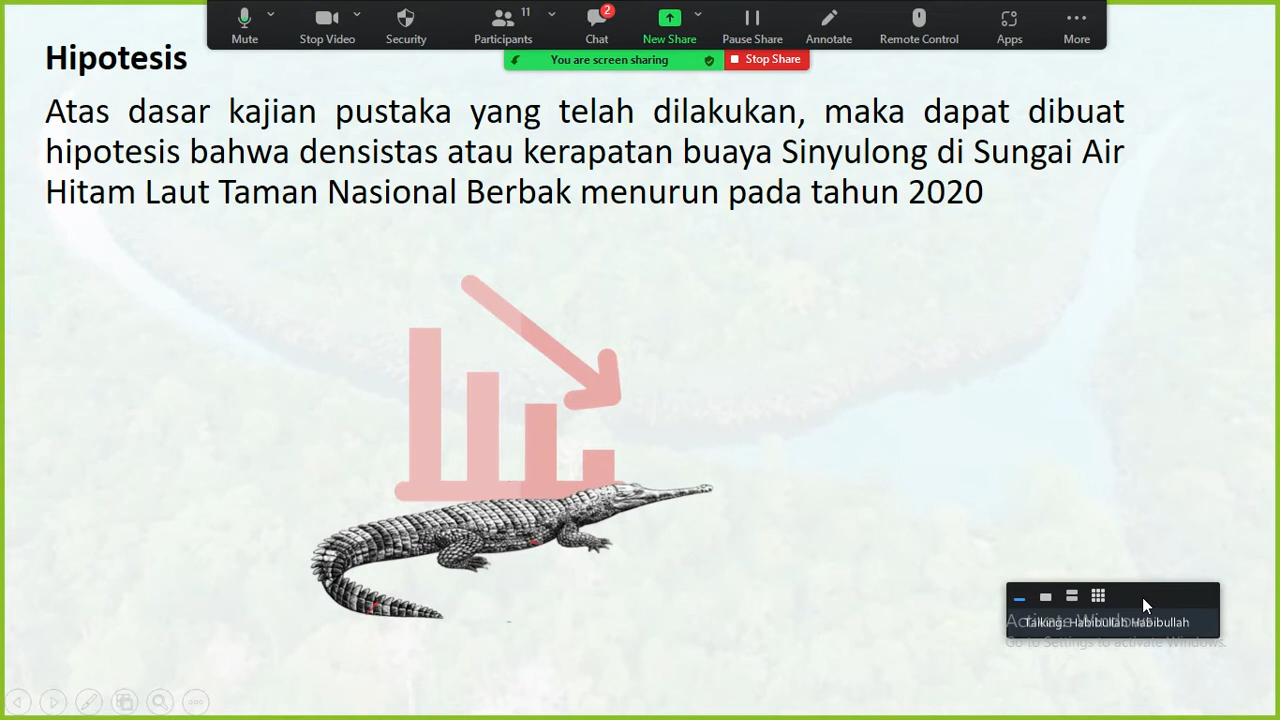 Mute
Stop Video
Security
11
Participants
2
Chat
New Share
Pause Share
Annotate
Remote Control
Apps
More
You are screen sharing
Stop Share
Hipotesis
Atas dasar kajian pustaka yang telah dilakukan, maka dapat dibuat
hipotesis bahwa densistas atau kerapatan buaya Sinyulong di Sungai Air
Hitam Laut Taman Nasional Berbak menurun pada tahun 2020
Talking: Habibullah Habibullah
Activate Windows
Go to Settings to activate Windows.